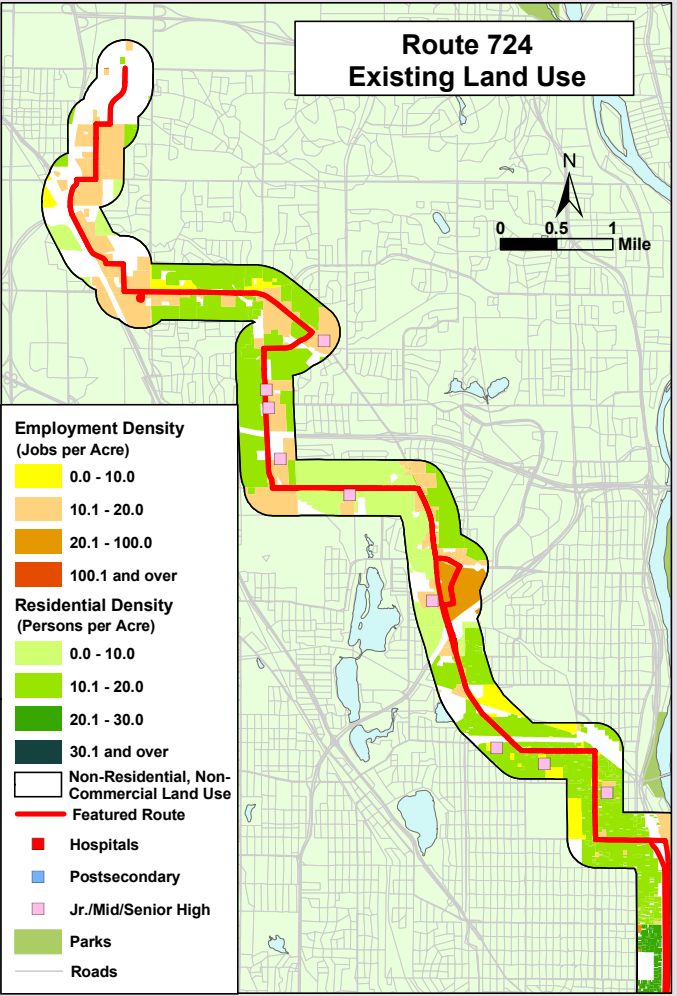 Route 724
Existing Land Use
N
0 0.5 1
Mile
Employment Density
(Jobs per Acre)
0.0 - 10.0
10.1 - 20.0
20.1 - 100.0
100.1 and over
Residential Density
(Persons per Acre)
0.0 - 10.0
10.1 - 20.0
20.1 - 30.0
30.1 and over
Non-Residential, Non-
Commercial Land Use
Featured Route
Hospitals
Postsecondary
Jr./Mid/Senior High
Parks
Roads